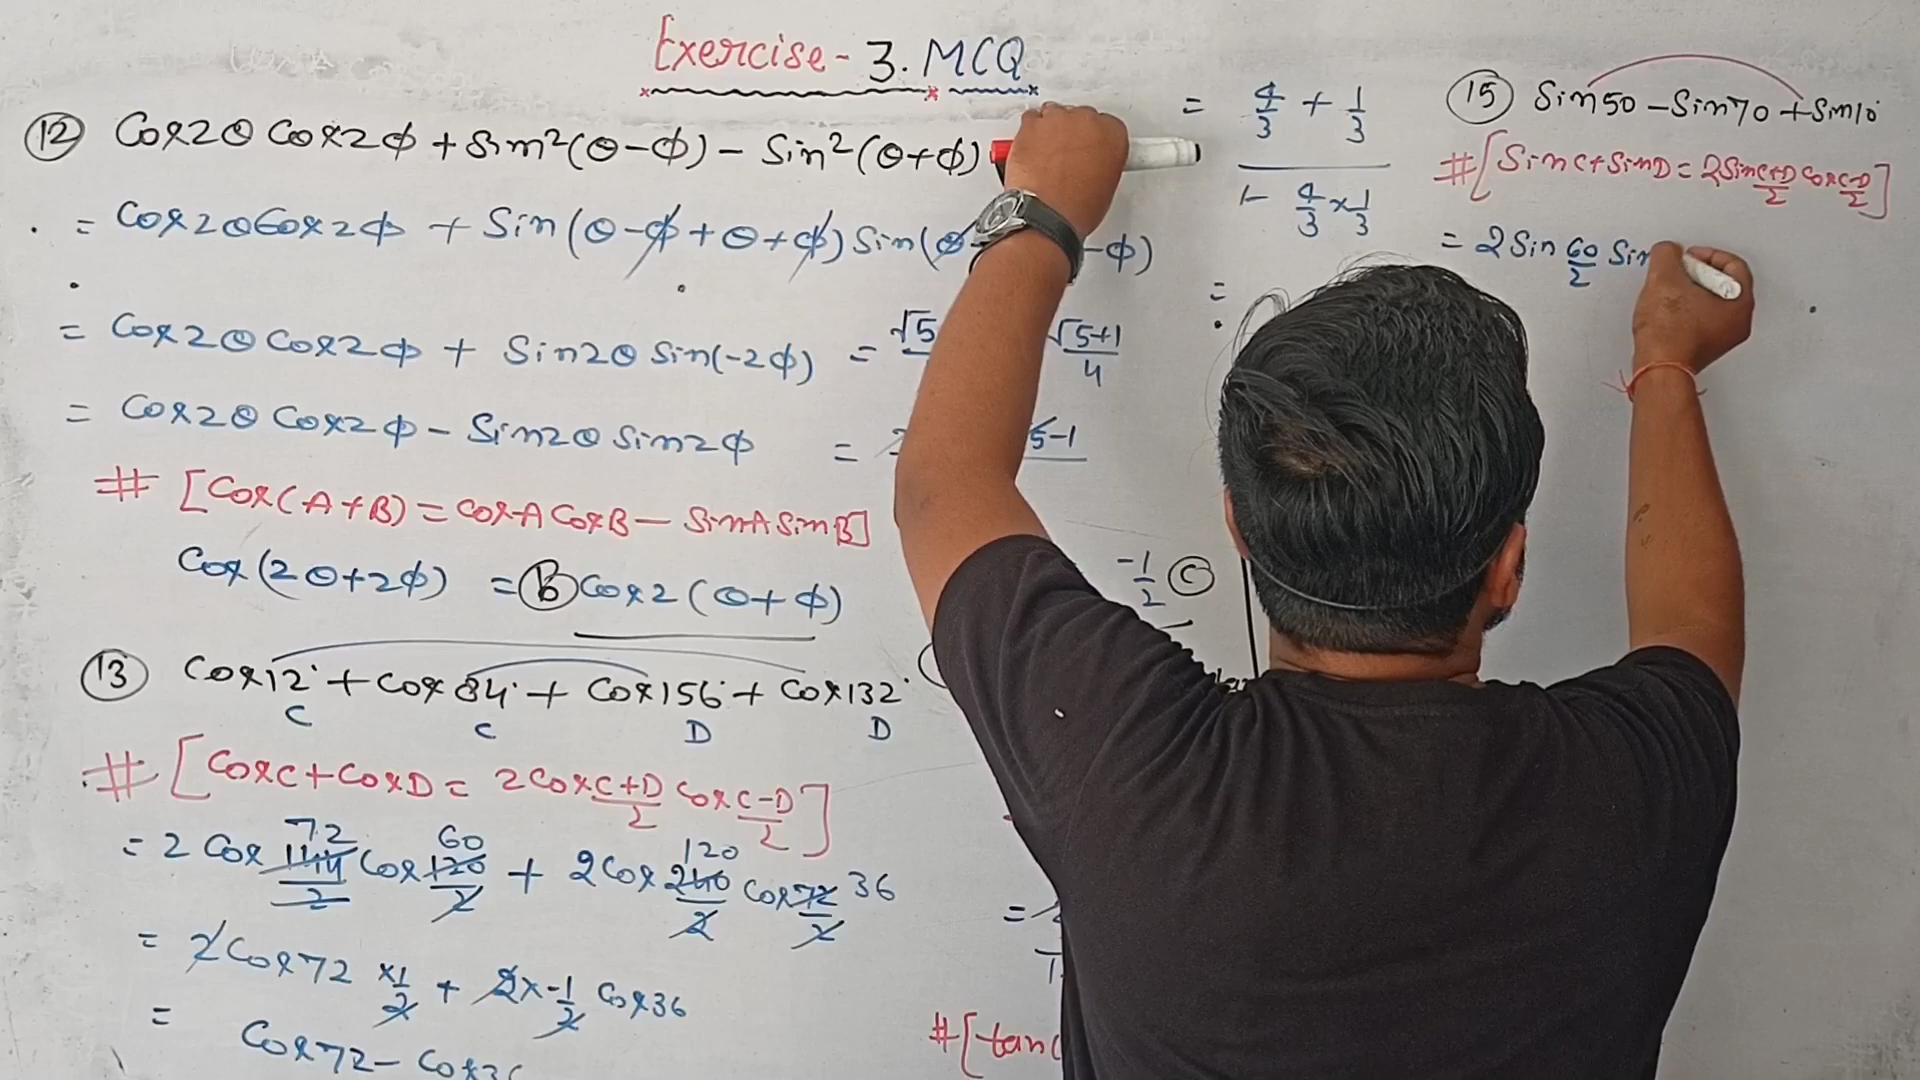 Exercise - 3. MCQ
(12) Cos2θ Cos2φ + Sin²(θ-φ) - Sin²(θ+φ)
= Cos2θCos2φ + Sin(θ-φ+θ+φ) Sin(θ -φ)
= Cos2θ Cos2φ + Sin2θ Sin(-2φ)
= Cos2θ Cos2φ - Sin2θ Sin2φ
# [Cos(A+B) = CosA CosB - SinA SinB]
Cos(2θ+2φ) = (B) Cos2(θ+φ)
(13) Cos12° + Cos84° + Cos156° + Cos132°
C C D D
# [CosC + CosD = 2Cos C+D/2 Cos C-D/2]
72 60 120
= 2 Cos 144/2 Cos 120/2 + 2Cos 240/2 Cos 72/2 36
= 2Cos72 × 1/2 + 2 × -1/2 Cos36
= Cos72 - Cos36
= √5 √5+1/4
= 5-1
-1/2 (C)
=
# [tan(
= 4/3 + 1/3
1 - 4/3 × 1/3
=
(15) Sin50 - Sin70 + Sin10
# [SinC + SinD = 2Sin C+D/2 Cos C-D/2]
= 2 Sin 60/2 Sin